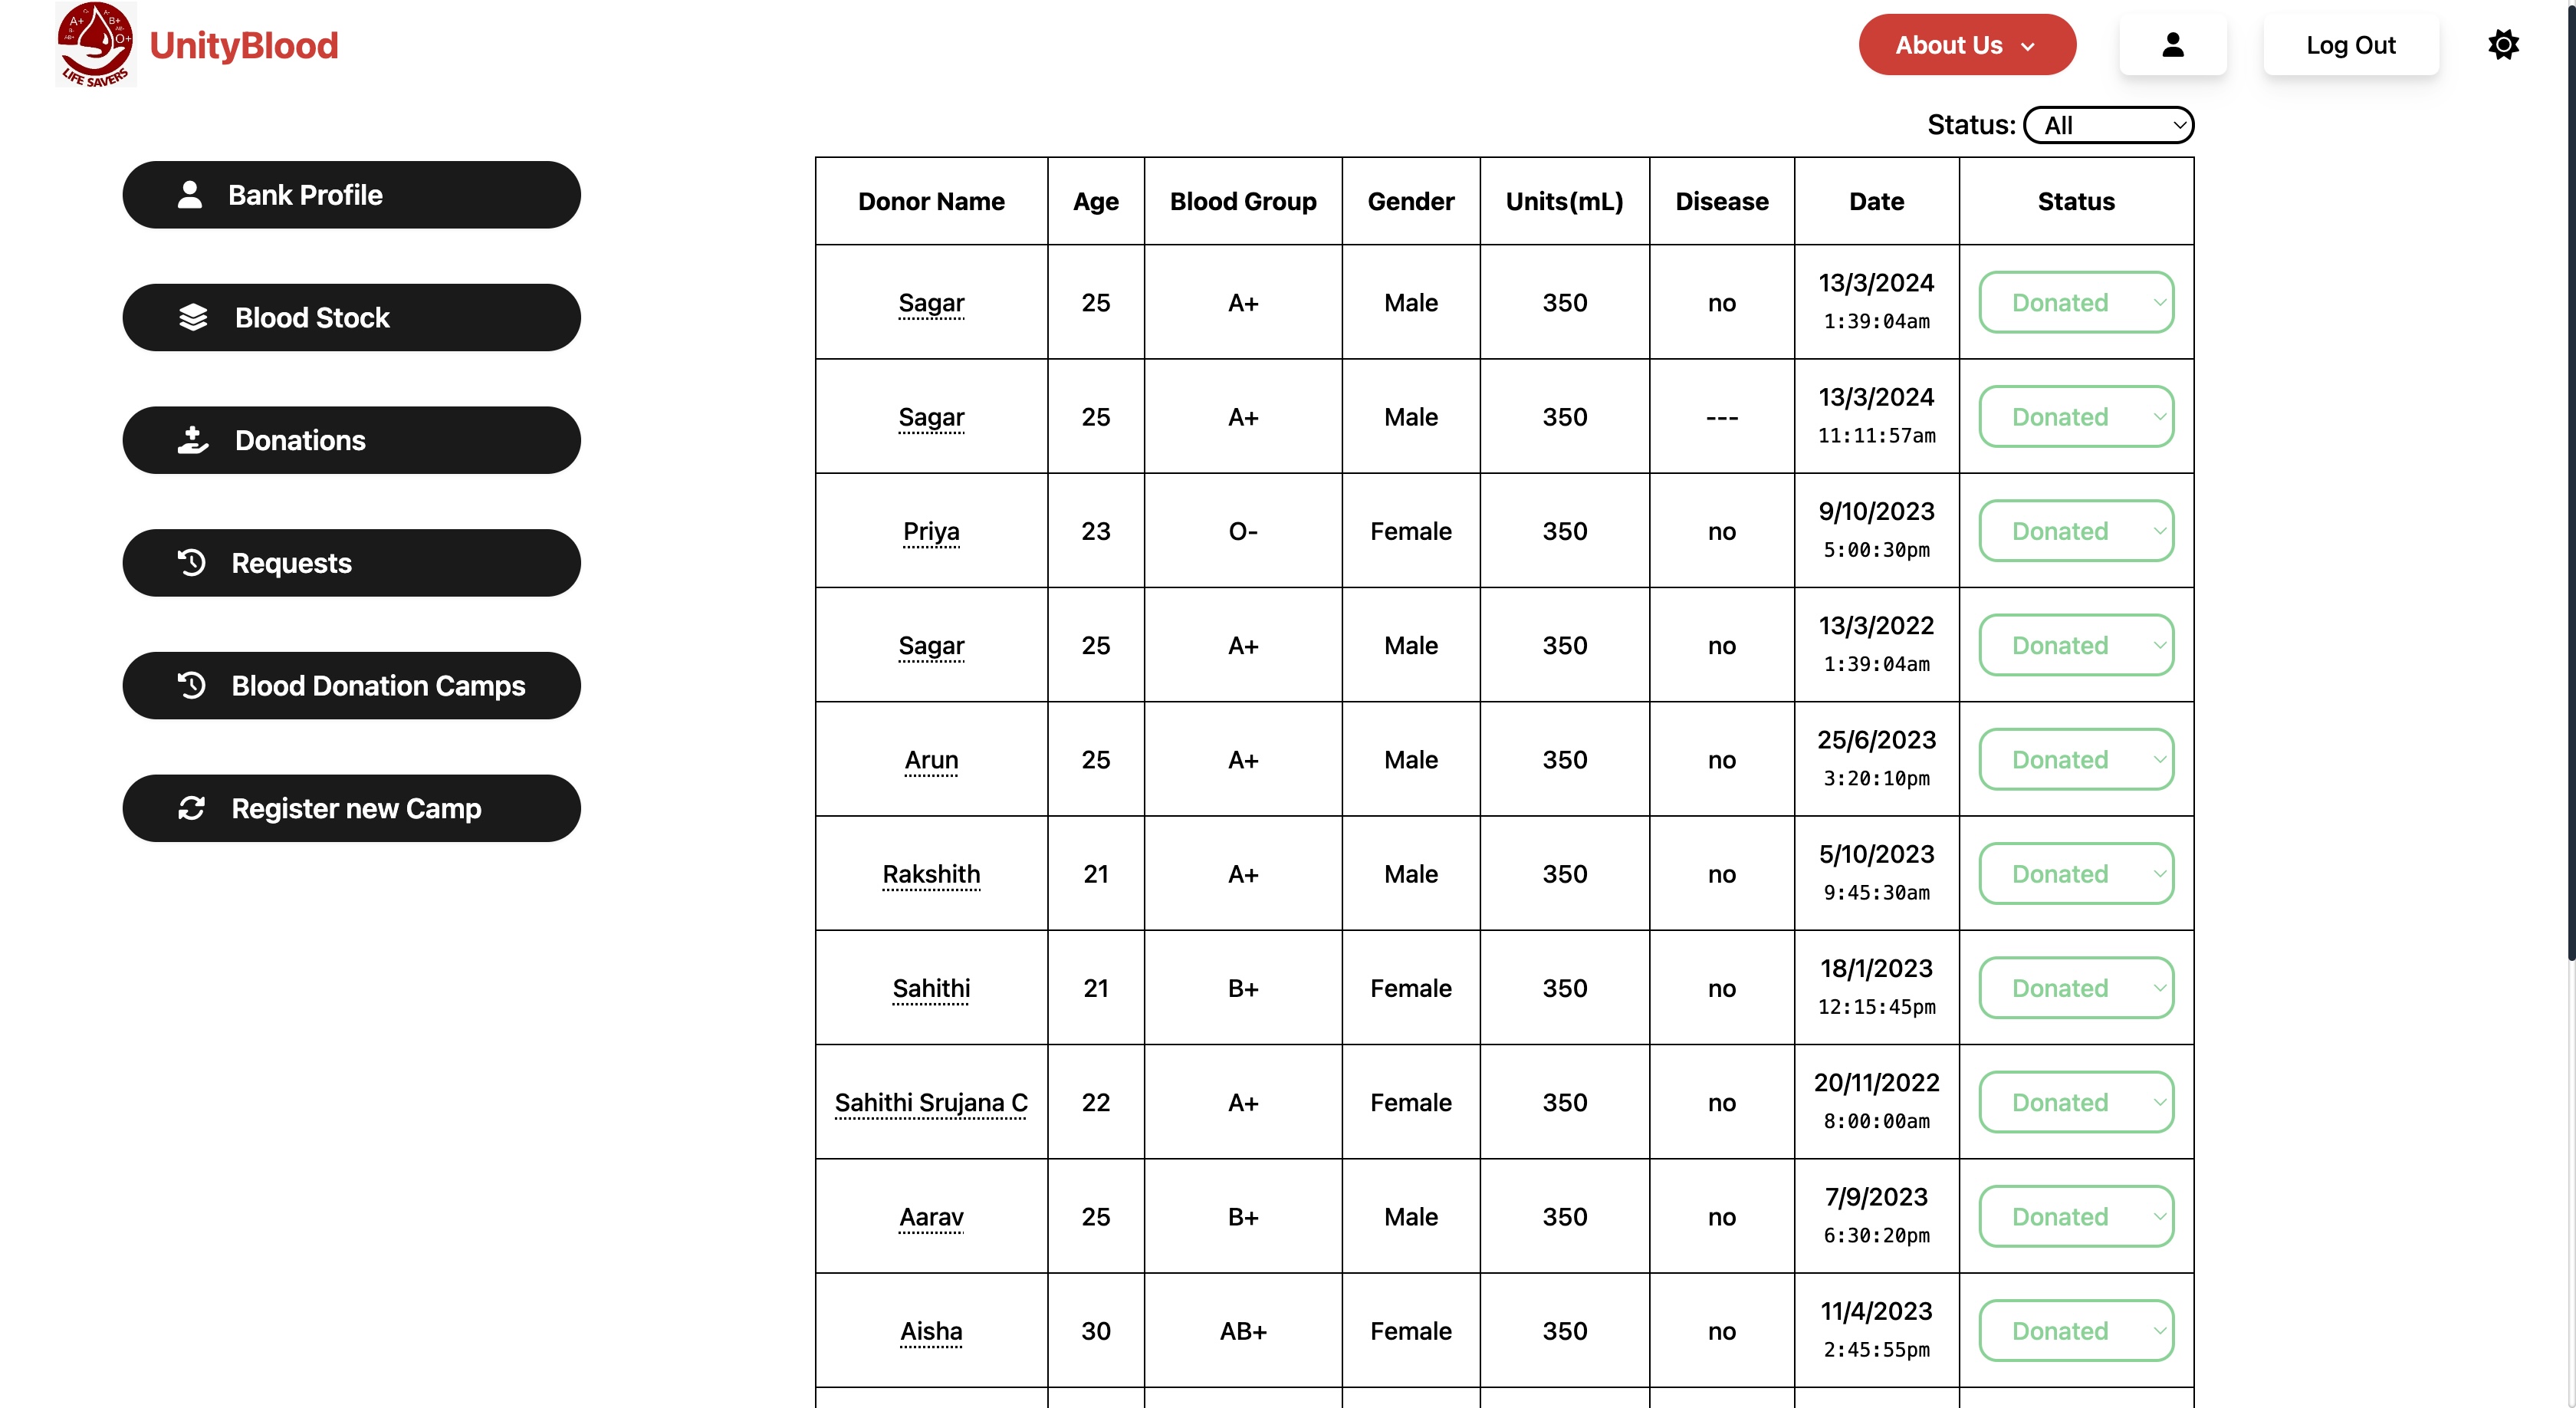 A+ B+ O+
LIFE SAVERS
UnityBlood
About Us
Log Out
Status: All
Bank Profile
Blood Stock
Donations
Requests
Blood Donation Camps
Register new Camp
Donor Name Age Blood Group Gender Units(mL) Disease Date Status
Sagar 25 A+ Male 350 no 13/3/2024 1:39:04am Donated
Sagar 25 A+ Male 350 --- 13/3/2024 11:11:57am Donated
Priya 23 O- Female 350 no 9/10/2023 5:00:30pm Donated
Sagar 25 A+ Male 350 no 13/3/2022 1:39:04am Donated
Arun 25 A+ Male 350 no 25/6/2023 3:20:10pm Donated
Rakshith 21 A+ Male 350 no 5/10/2023 9:45:30am Donated
Sahithi 21 B+ Female 350 no 18/1/2023 12:15:45pm Donated
Sahithi Srujana C 22 A+ Female 350 no 20/11/2022 8:00:00am Donated
Aarav 25 B+ Male 350 no 7/9/2023 6:30:20pm Donated
Aisha 30 AB+ Female 350 no 11/4/2023 2:45:55pm Donated